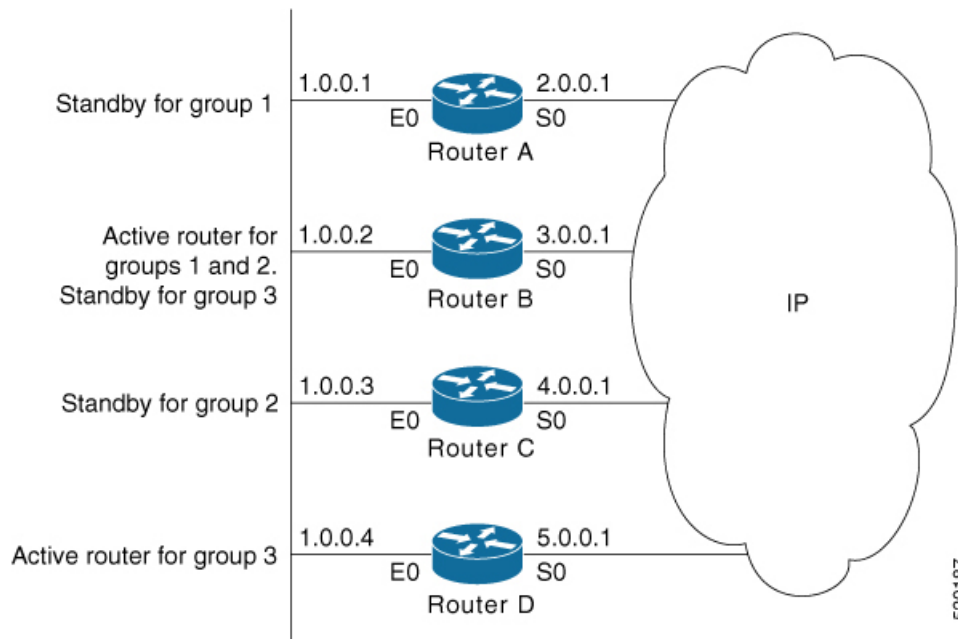 1.0.0.1
2.0.0.1
Standby for group 1
E0
S0
Router A
Active router for
groups 1 and 2.
Standby for group 3
1.0.0.2
3.0.0.1
E0
S0
Router B
IP
1.0.0.3
4.0.0.1
Standby for group 2
E0
S0
Router C
1.0.0.4
5.0.0.1
Active router for group 3
E0
S0
Router D